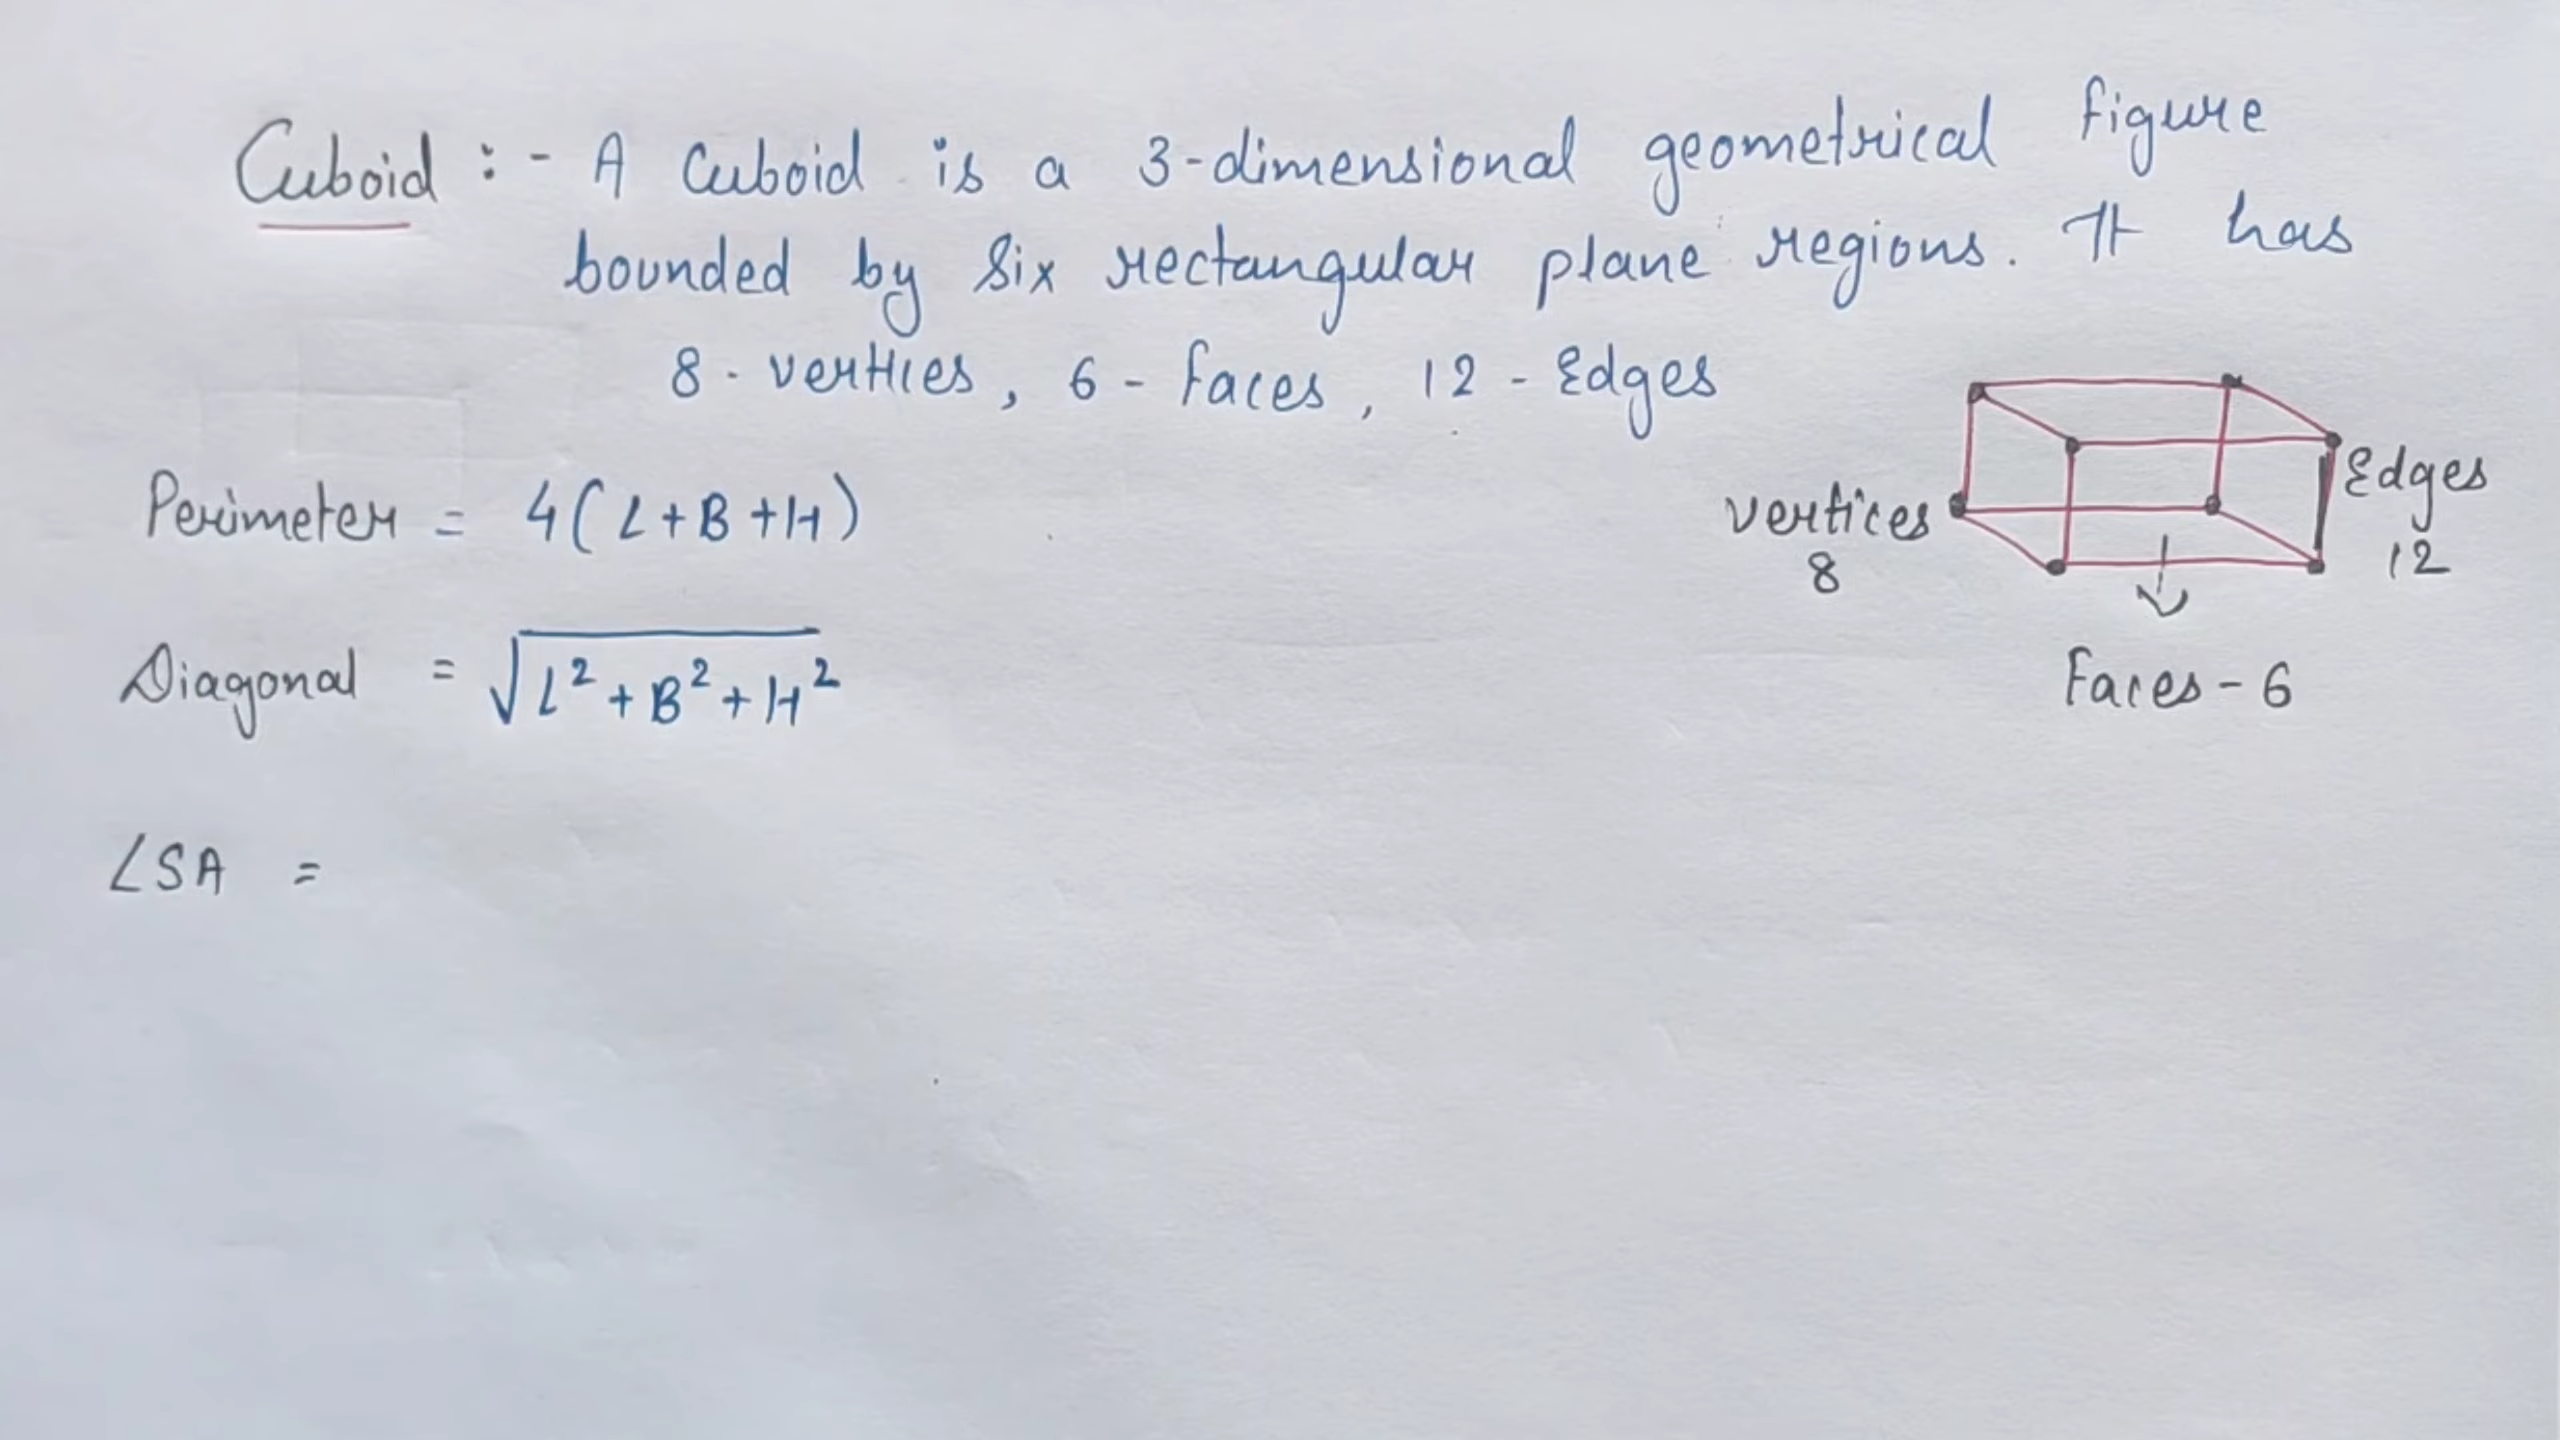 Cuboid :- A Cuboid is a 3-dimensional geometrical figure
bounded by Six rectangular plane regions. It has
8 - vertices, 6 - faces, 12 - Edges
Perimeter = 4(L+B+H)
vertices
8
Edges
12
Diagonal = √L²+B²+H²
Faces - 6
LSA =